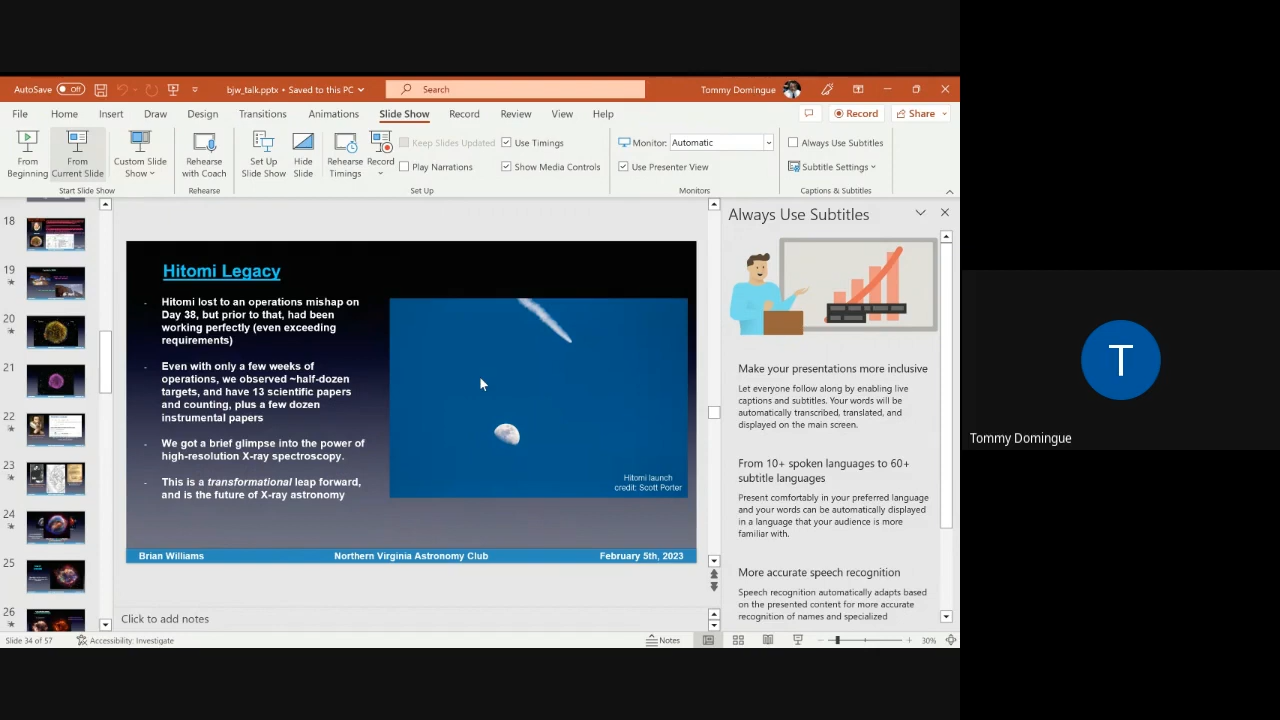 AutoSave Off
bjw_talk.pptx • Saved to this PC
Search
Tommy Domingue
File Home Insert Draw Design Transitions Animations Slide Show Record Review View Help
Record
Share
From Beginning
From Current Slide
Custom Slide Show
Rehearse with Coach
Set Up Slide Show
Hide Slide
Rehearse Timings
Record
Keep Slides Updated
Play Narrations
Use Timings
Show Media Controls
Monitor: Automatic
Use Presenter View
Always Use Subtitles
Subtitle Settings
Start Slide Show
Rehearse
Set Up
Monitors
Captions & Subtitles
18
19
20
21
22
23
24
25
26
Hitomi Legacy
- Hitomi lost to an operations mishap on
Day 38, but prior to that, had been
working perfectly (even exceeding
requirements)
- Even with only a few weeks of
operations, we observed ~half-dozen
targets, and have 13 scientific papers
and counting, plus a few dozen
instrumental papers
- We got a brief glimpse into the power of
high-resolution X-ray spectroscopy.
- This is a transformational leap forward,
and is the future of X-ray astronomy
Hitomi launch
credit: Scott Porter
Brian Williams
Northern Virginia Astronomy Club
February 5th, 2023
Click to add notes
Always Use Subtitles
Make your presentations more inclusive
Let everyone follow along by enabling live
captions and subtitles. Your words will be
automatically transcribed, translated, and
displayed on the main screen.
From 10+ spoken languages to 60+
subtitle languages
Present comfortably in your preferred language
and your words can be automatically displayed
in a language that your audience is more
familiar with.
More accurate speech recognition
Speech recognition automatically adapts based
on the presented content for more accurate
recognition of names and specialized
Slide 34 of 57
Accessibility: Investigate
Notes
30%
T
Tommy Domingue